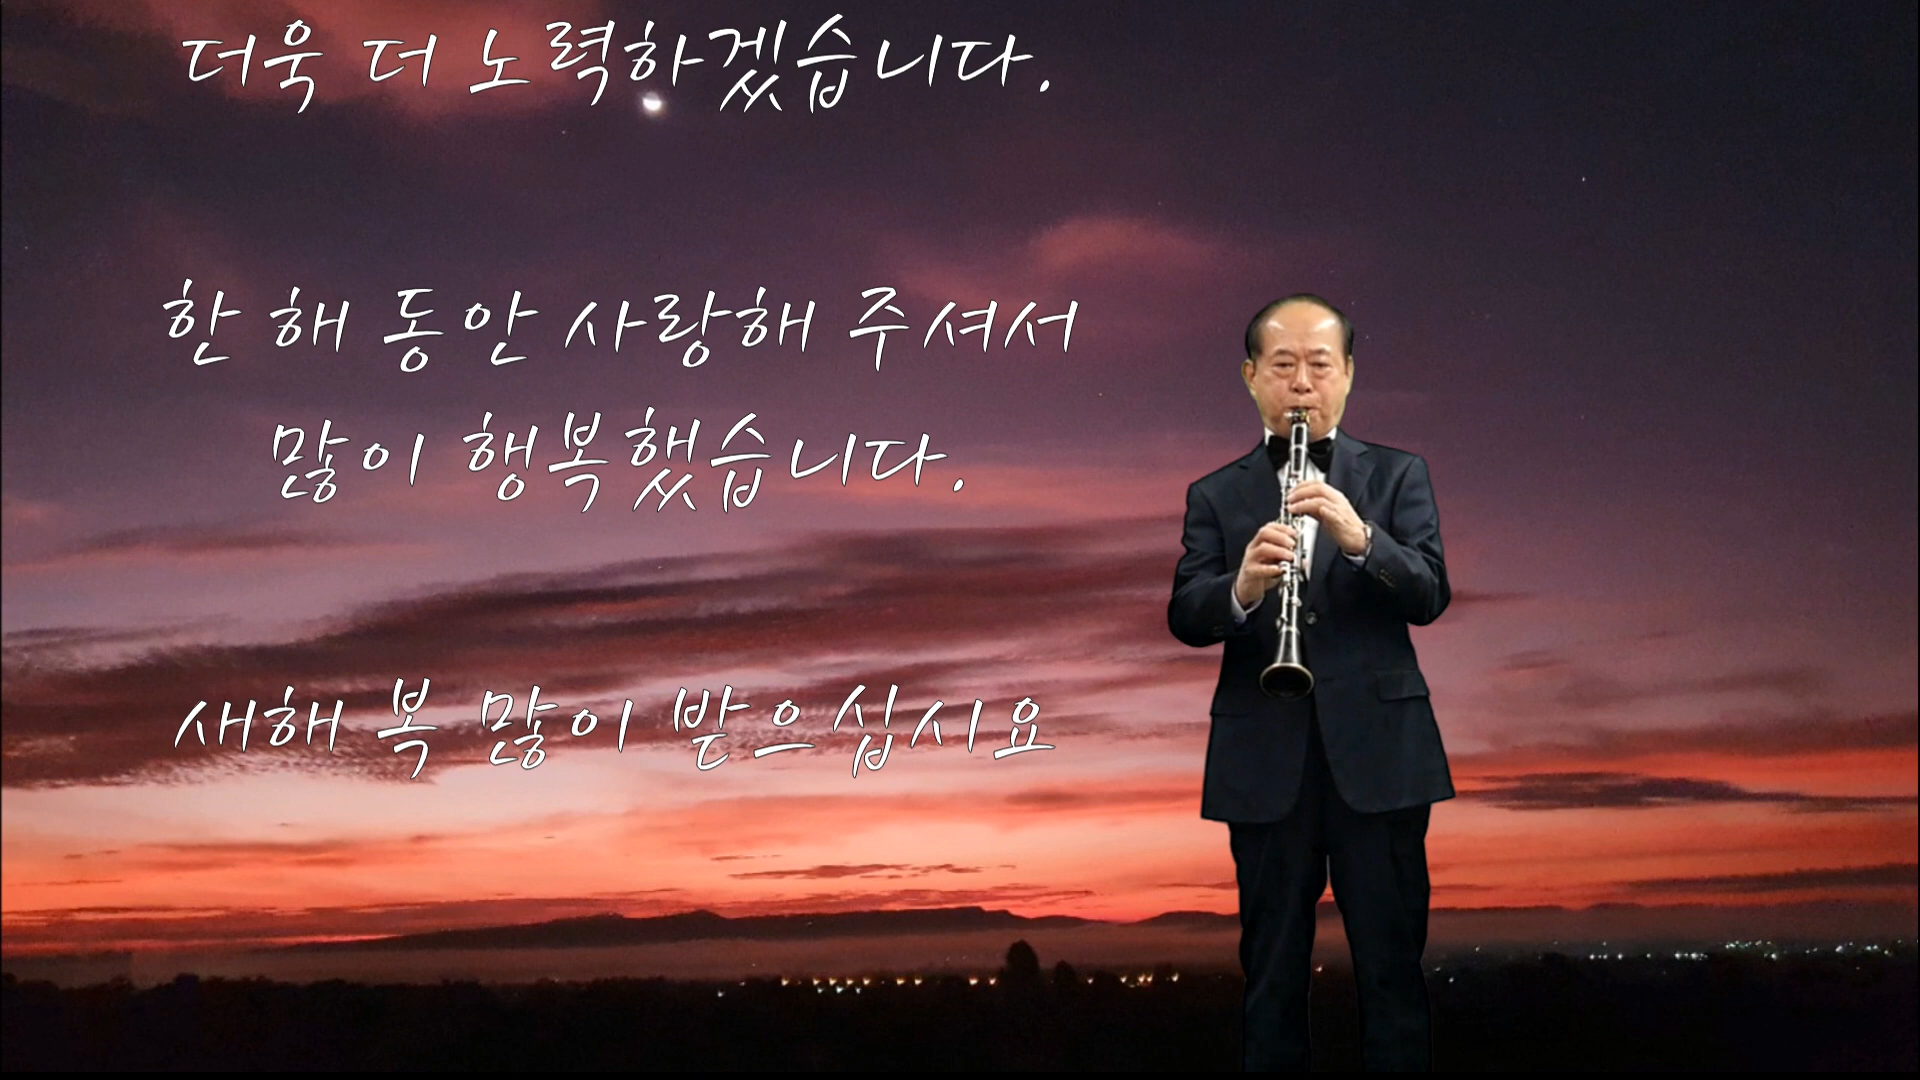 더욱 더 노력하겠습니다.
한 해 동안 사랑해 주셔서
많이 행복했습니다.
새해 복 많이 받으십시요